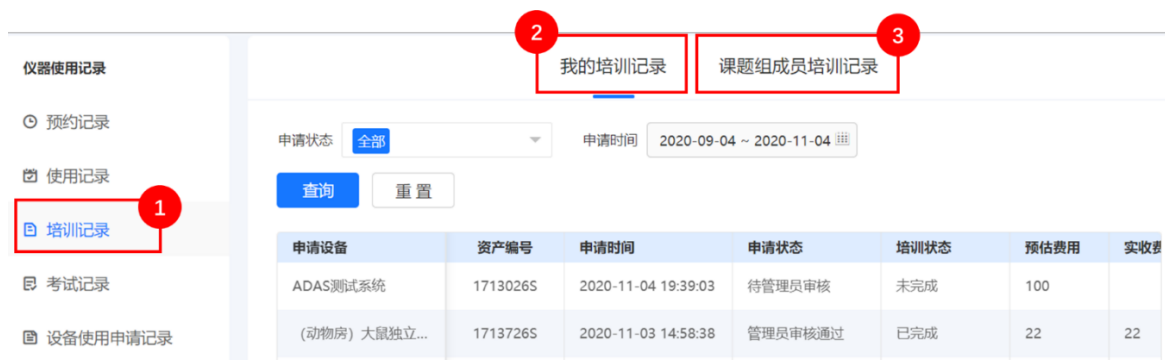 2
3
仪器使用记录
我的培训记录
课题组成员培训记录
预约记录
申请状态 全部 申请时间 2020-09-04 ~ 2020-11-04
使用记录
查询 重置
1
培训记录
申请设备 资产编号 申请时间 申请状态 培训状态 预估费用 实收费
考试记录
ADAS测试系统 1713026S 2020-11-04 19:39:03 待管理员审核 未完成 100
设备使用申请记录
（动物房）大鼠独立... 1713726S 2020-11-03 14:58:38 管理员审核通过 已完成 22 22